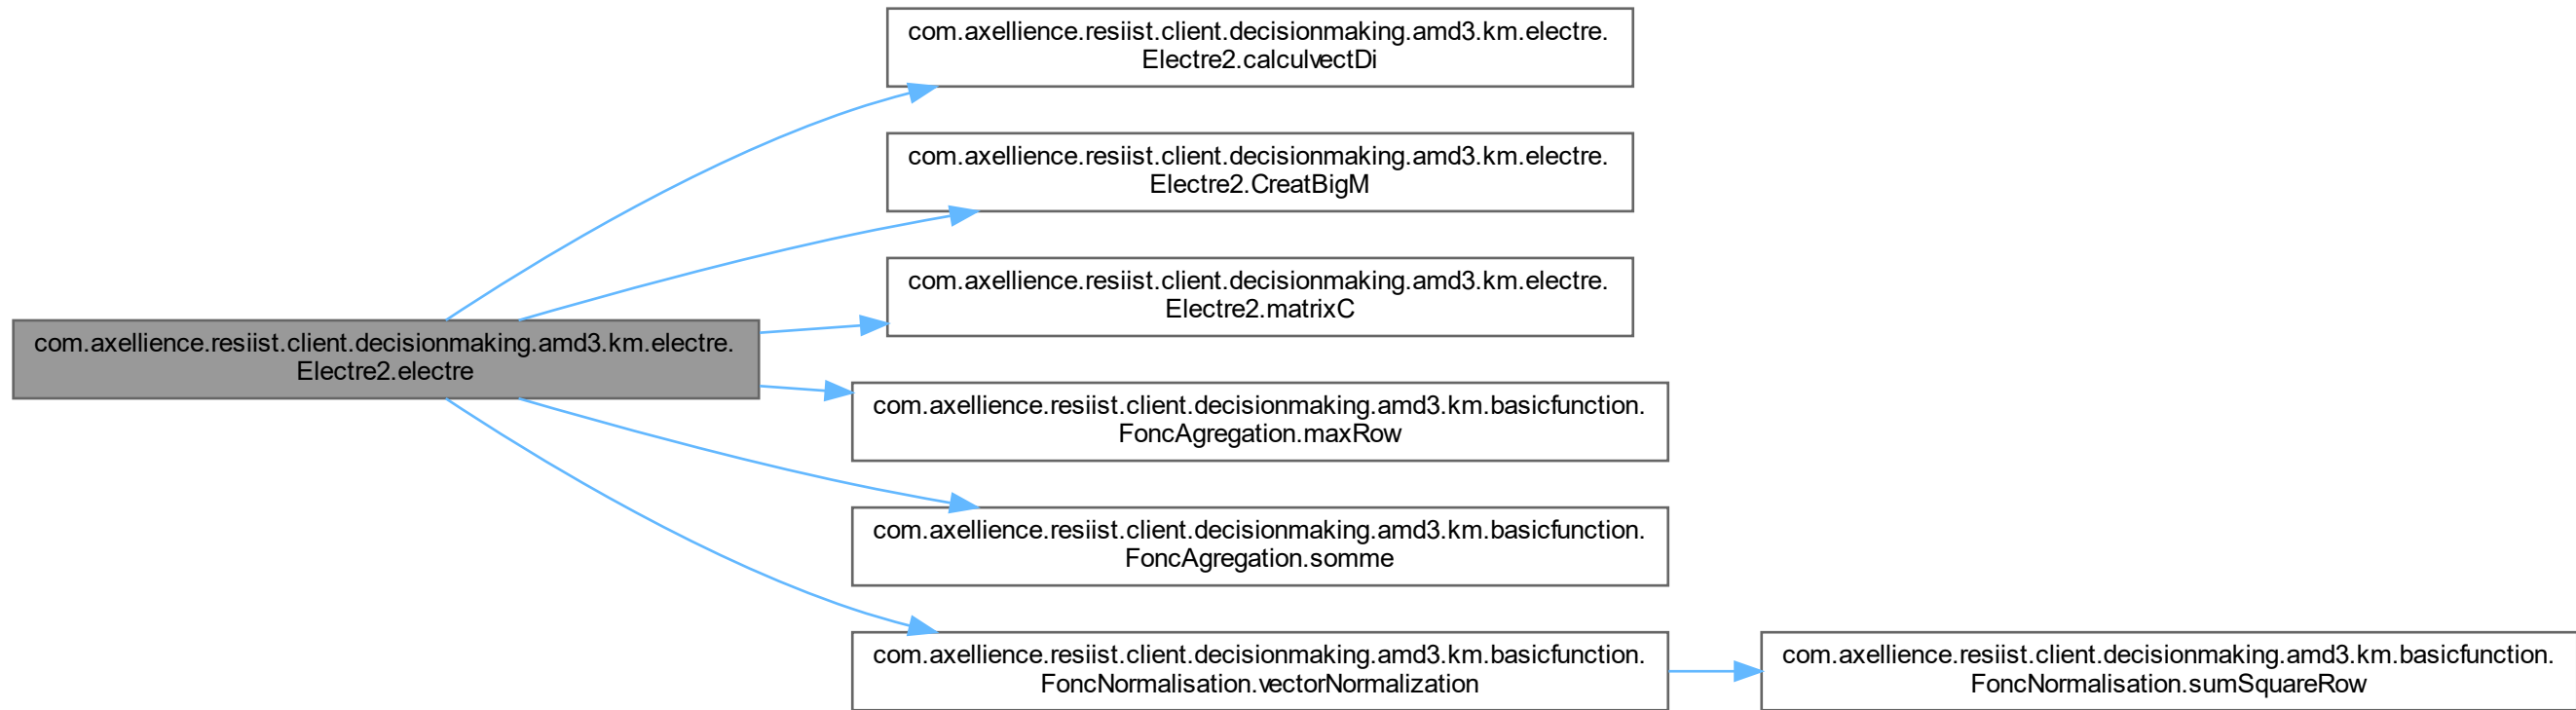 com.axellience.resiist.client.decisionmaking.amd3.km.electre.
Electre2.electre
com.axellience.resiist.client.decisionmaking.amd3.km.electre.
Electre2.calculvectDi
com.axellience.resiist.client.decisionmaking.amd3.km.electre.
Electre2.CreatBigM
com.axellience.resiist.client.decisionmaking.amd3.km.electre.
Electre2.matrixC
com.axellience.resiist.client.decisionmaking.amd3.km.basicfunction.
FoncAgregation.maxRow
com.axellience.resiist.client.decisionmaking.amd3.km.basicfunction.
FoncAgregation.somme
com.axellience.resiist.client.decisionmaking.amd3.km.basicfunction.
FoncNormalisation.vectorNormalization
com.axellience.resiist.client.decisionmaking.amd3.km.basicfunction.
FoncNormalisation.sumSquareRow